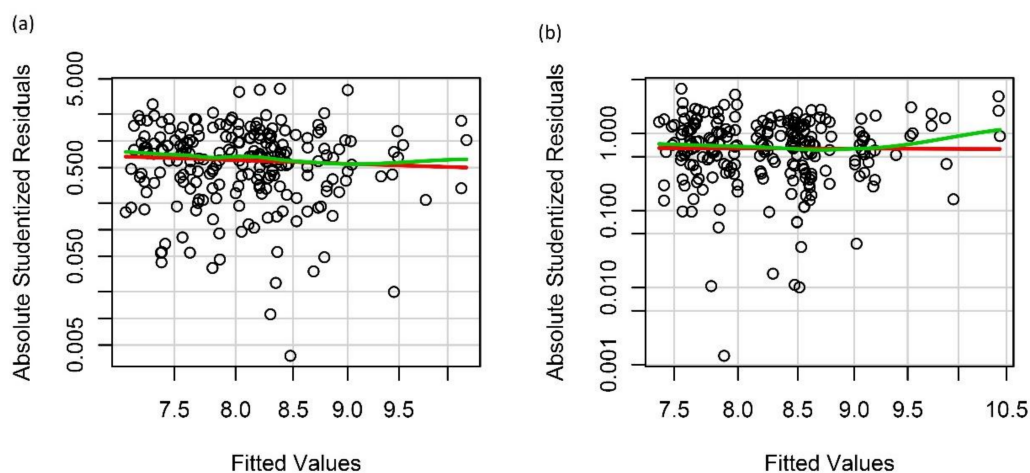 (a)
Absolute Studentized Residuals
5.000
0.500
0.050
0.005
7.5 8.0 8.5 9.0 9.5
Fitted Values
(b)
Absolute Studentized Residuals
1.000
0.100
0.010
0.001
7.5 8.0 8.5 9.0 9.5 10.5
Fitted Values